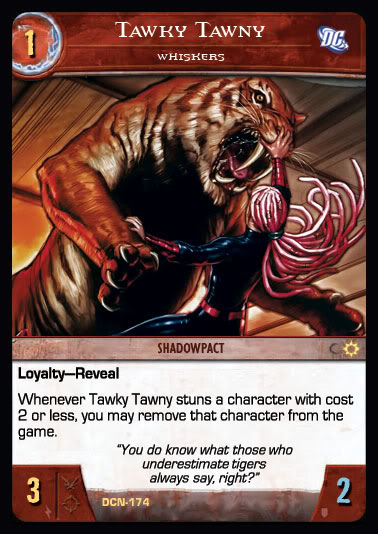 1
TAWKY TAWNY
WHISKERS
DC
SHADOWPACT
C
Loyalty—Reveal
Whenever Tawky Tawny stuns a character with cost
2 or less, you may remove that character from the
game.
"You do know what those who
underestimate tigers
always say, right?"
3
DCN-174
2